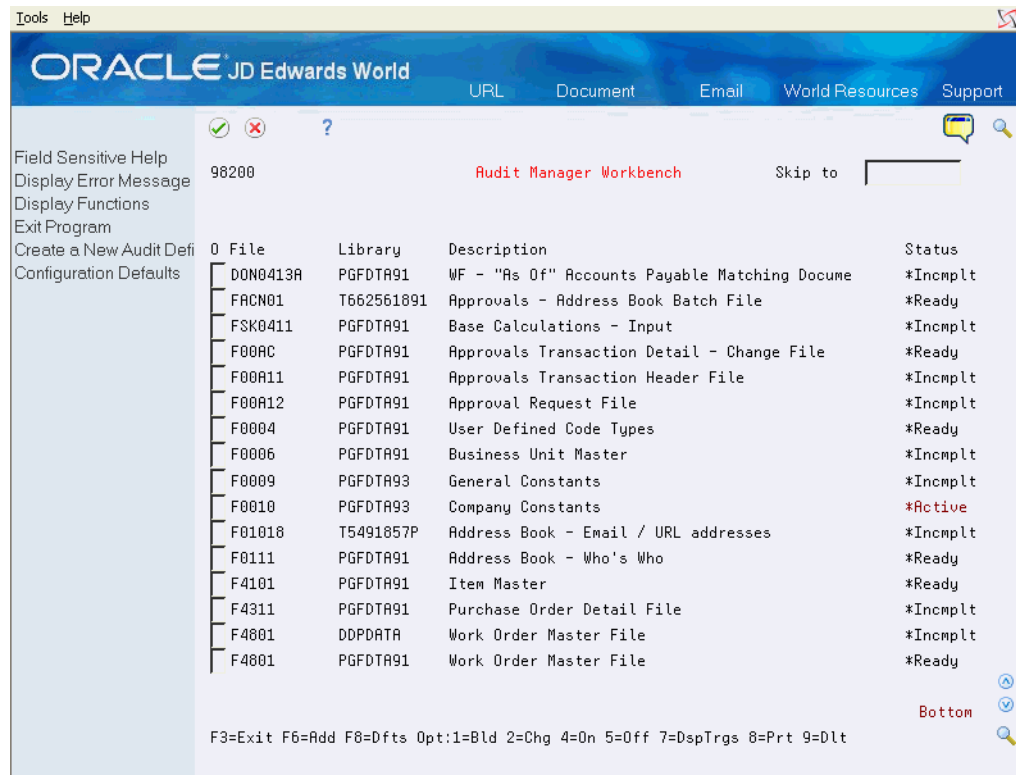 Tools Help
ORACLE JD Edwards World
URL Document Email World Resources Support
?
Field Sensitive Help
Display Error Message
Display Functions
Exit Program
Create a New Audit Defi
Configuration Defaults
98200 Audit Manager Workbench Skip to
O File Library Description Status
DON0413A PGFDTA91 WF - "As Of" Accounts Payable Matching Docume *Incmplt
FACN01 T662561891 Approvals - Address Book Batch File *Ready
FSK0411 PGFDTA91 Base Calculations - Input *Incmplt
F00AC PGFDTA91 Approvals Transaction Detail - Change File *Ready
F00A11 PGFDTA91 Approvals Transaction Header File *Incmplt
F00A12 PGFDTA91 Approval Request File *Incmplt
F0004 PGFDTA91 User Defined Code Types *Ready
F0006 PGFDTA91 Business Unit Master *Incmplt
F0009 PGFDTA93 General Constants *Incmplt
F0010 PGFDTA93 Company Constants *Active
F01018 T5491857P Address Book - Email / URL addresses *Incmplt
F0111 PGFDTA91 Address Book - Who's Who *Ready
F4101 PGFDTA91 Item Master *Ready
F4311 PGFDTA91 Purchase Order Detail File *Incmplt
F4801 DDPDATA Work Order Master File *Incmplt
F4801 PGFDTA91 Work Order Master File *Ready
Bottom
F3=Exit F6=Add F8=Dfts Opt:1=Bld 2=Chg 4=On 5=Off 7=DspTrgs 8=Prt 9=Dlt